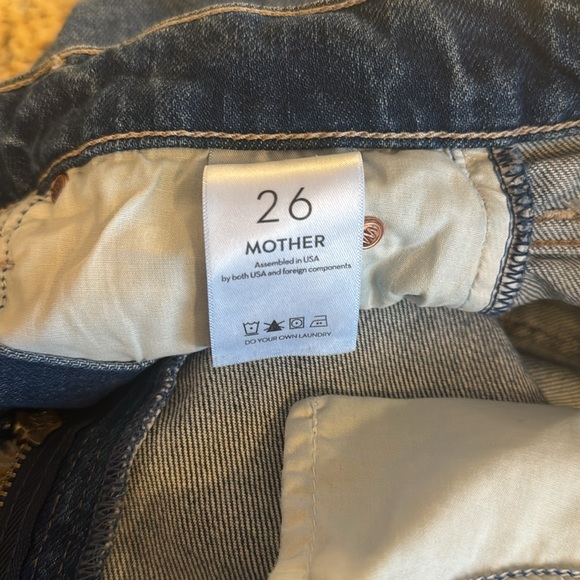 26
MOTHER
Assembled in USA
by both USA and foreign components
DO YOUR OWN LAUNDRY